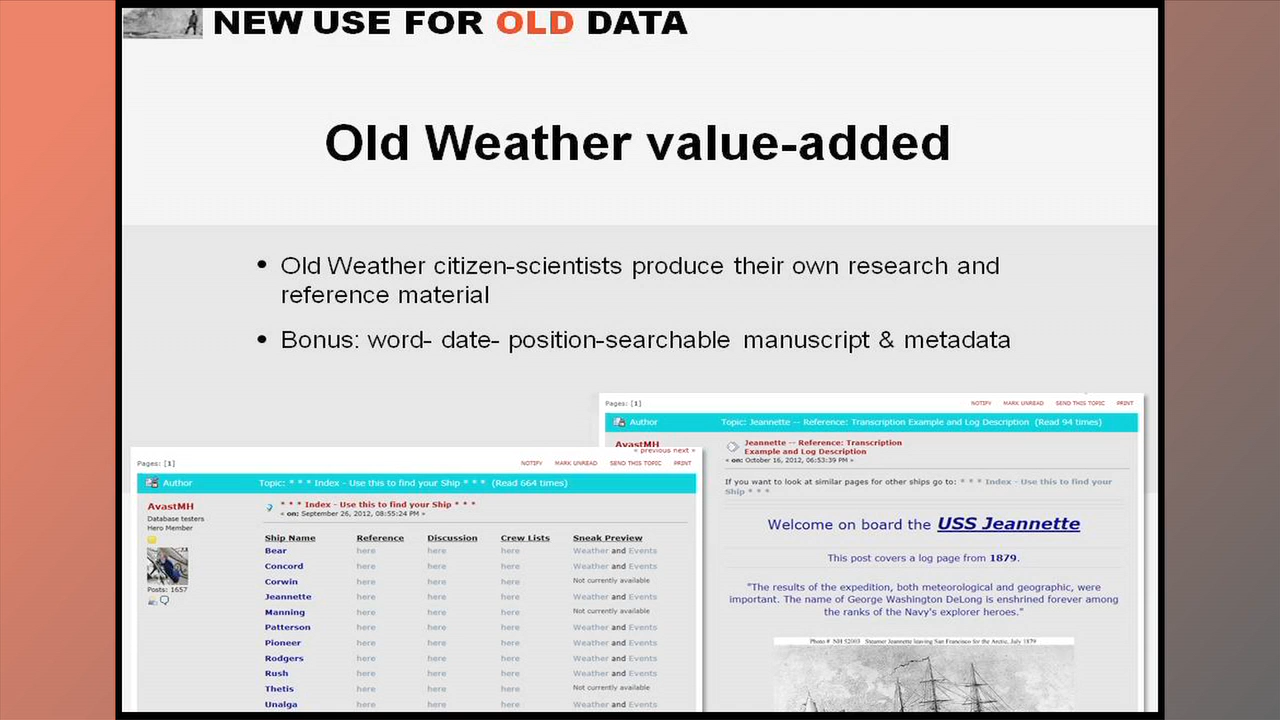 NEW USE FOR OLD DATA
Old Weather value-added
• Old Weather citizen-scientists produce their own research and
reference material
• Bonus: word- date- position-searchable manuscript & metadata
Pages: [1]
« previous next »
NOTIFY MARK UNREAD SEND THIS TOPIC PRINT
Author Topic: * * * Index - Use this to find your Ship * * * (Read 664 times)
AvastMH
Database testers
Hero Member
Posts: 1657
* * * Index - Use this to find your Ship * * *
« on: September 26, 2012, 08:55:24 PM »
Ship Name Reference Discussion Crew Lists Sneak Preview
Bear here here here Weather and Events
Concord here here here Weather and Events
Corwin here here here Not currently available
Jeannette here here here Weather and Events
Manning here here here Not currently available
Patterson here here here Weather and Events
Pioneer here here here Weather and Events
Rodgers here here here Weather and Events
Rush here here here Weather and Events
Thetis here here here Not currently available
Unalga here here here Weather and Events
Pages: [1]
NOTIFY MARK UNREAD SEND THIS TOPIC PRINT
Author Topic: Jeannette -- Reference: Transcription Example and Log Description (Read 94 times)
AvastMH
Jeannette -- Reference: Transcription
Example and Log Description
« on: October 16, 2012, 06:53:39 PM »
If you want to look at similar pages for other ships go to: * * * Index - Use this to find your
Ship * * *
Welcome on board the USS Jeannette
This post covers a log page from 1879.
"The results of the expedition, both meteorological and geographic, were
important. The name of George Washington DeLong is enshrined forever among
the ranks of the Navy's explorer heroes."
Photo # NH 52003 Steamer Jeannette leaving San Francisco for the Arctic, July 1879